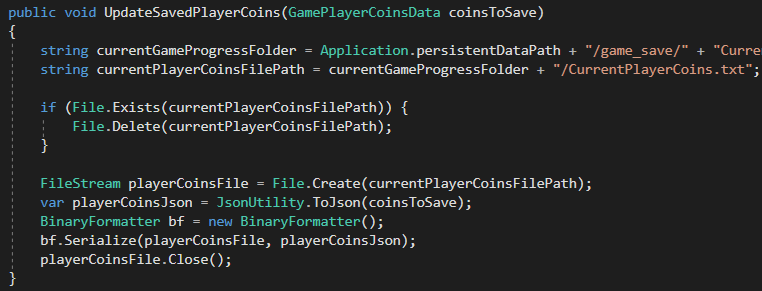 public void UpdateSavedPlayerCoins(GamePlayerCoinsData coinsToSave)
{
    string currentGameProgressFolder = Application.persistentDataPath + "/game_save/" + "Curre
    string currentPlayerCoinsFilePath = currentGameProgressFolder + "/CurrentPlayerCoins.txt";

    if (File.Exists(currentPlayerCoinsFilePath)) {
        File.Delete(currentPlayerCoinsFilePath);
    }

    FileStream playerCoinsFile = File.Create(currentPlayerCoinsFilePath);
    var playerCoinsJson = JsonUtility.ToJson(coinsToSave);
    BinaryFormatter bf = new BinaryFormatter();
    bf.Serialize(playerCoinsFile, playerCoinsJson);
    playerCoinsFile.Close();
}